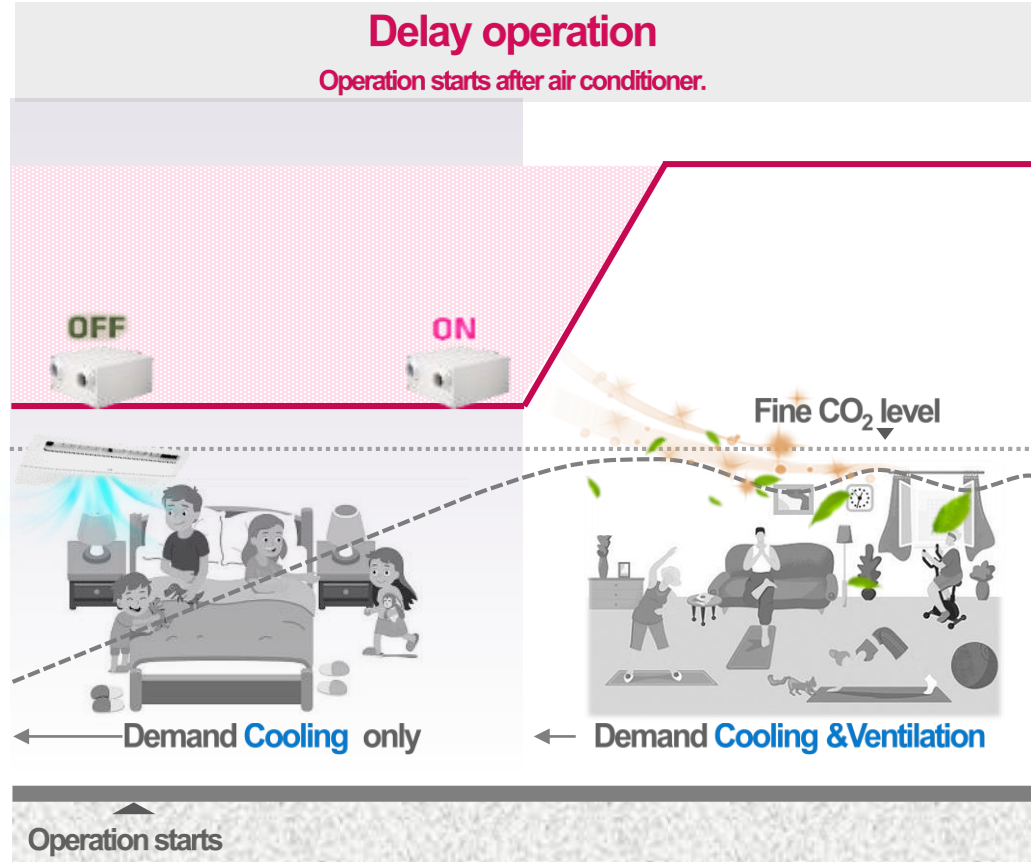 Delay operation
Operation starts after air conditioner.
OFF
ON
Fine CO₂ level
Demand Cooling only
Demand Cooling &Ventilation
Operation starts